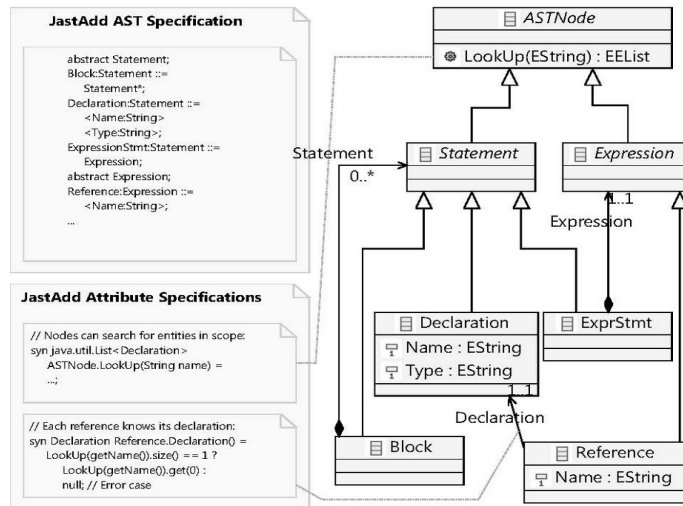 JastAdd AST Specification
abstract Statement;
Block:Statement ::=
Statement*;
Declaration:Statement ::=
<Name:String>
<Type:String>;
ExpressionStmt:Statement ::=
Expression;
abstract Expression;
Reference:Expression ::=
<Name:String>;
...
JastAdd Attribute Specifications
// Nodes can search for entities in scope:
syn java.util.List<Declaration>
ASTNode.LookUp(String name) =
...;
// Each reference knows its declaration:
syn Declaration Reference.Declaration() =
LookUp(getName()).size() == 1 ?
LookUp(getName()).get(0) :
null; // Error case
ASTNode
LookUp(EString) : EEList
Statement
0..*
Statement
Expression
1..1
Expression
Declaration
Name : EString
Type : EString
1..1
Declaration
ExprStmt
Block
Reference
Name : EString